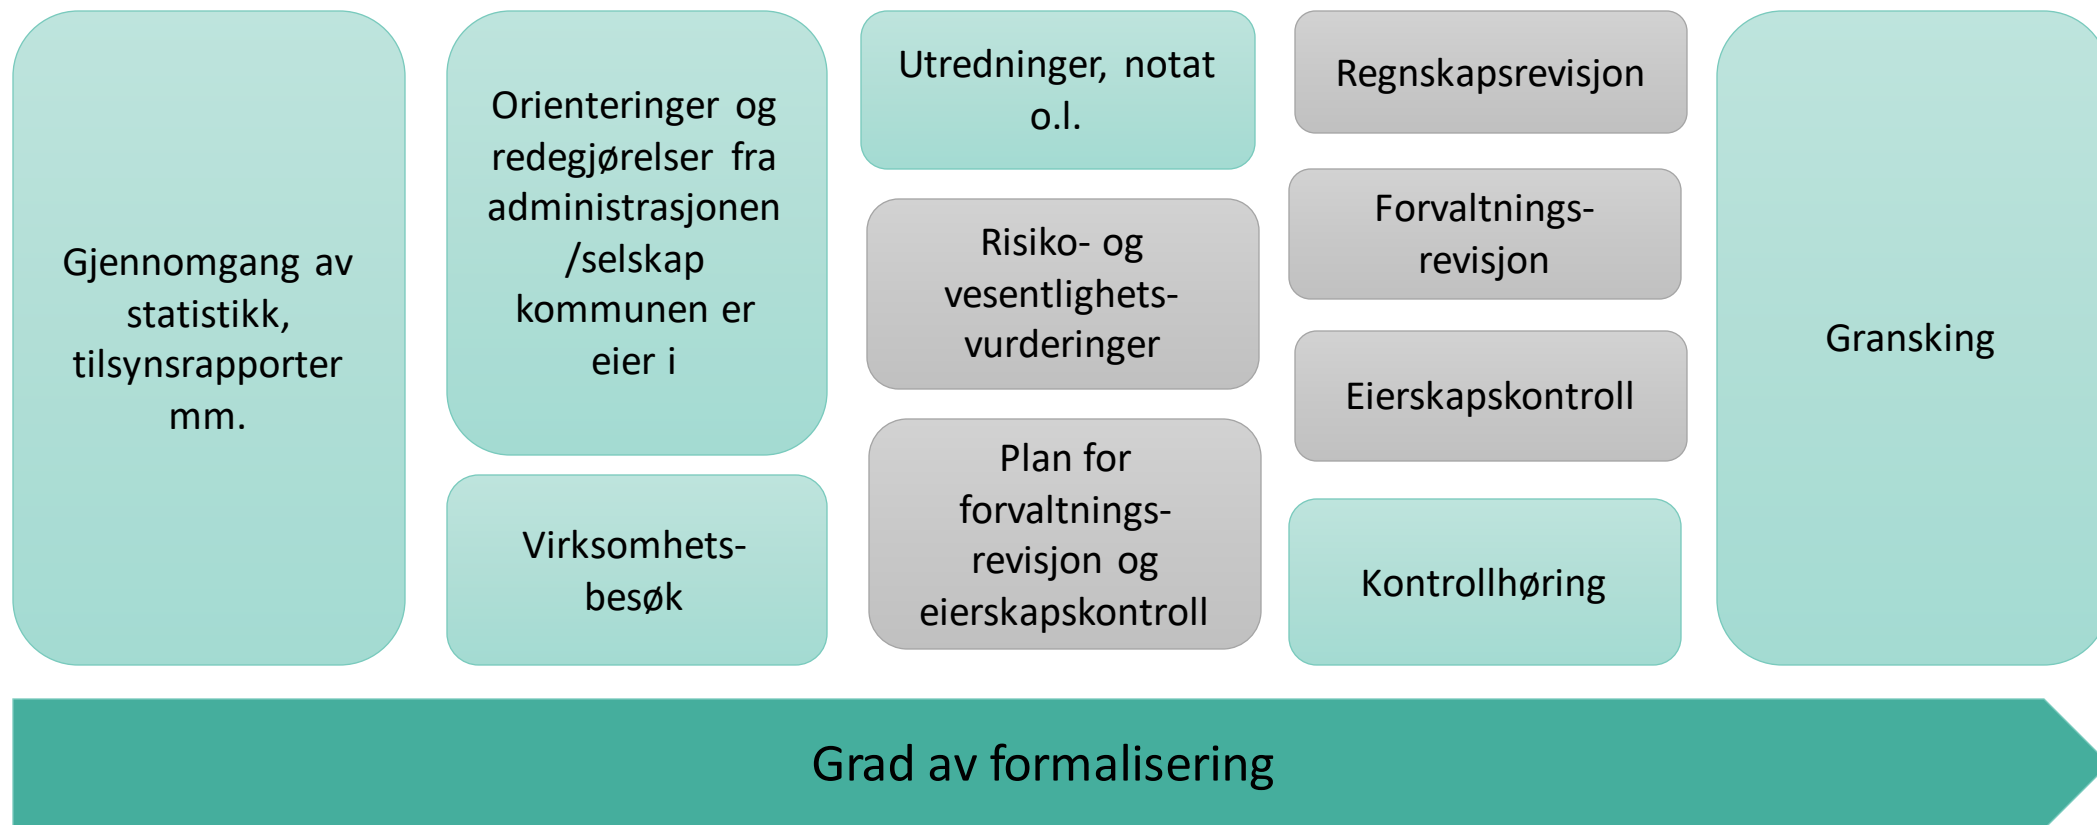 Gjennomgang av
statistikk,
tilsynsrapporter
mm.
Orienteringer og
redegjørelser fra
administrasjonen
/selskap
kommunen er
eier i
Virksomhets-
besøk
Utredninger, notat
o.l.
Risiko- og
vesentlighets-
vurderinger
Plan for
forvaltnings-
revisjon og
eierskapskontroll
Regnskapsrevisjon
Forvaltnings-
revisjon
Eierskapskontroll
Kontrollhøring
Gransking
Grad av formalisering